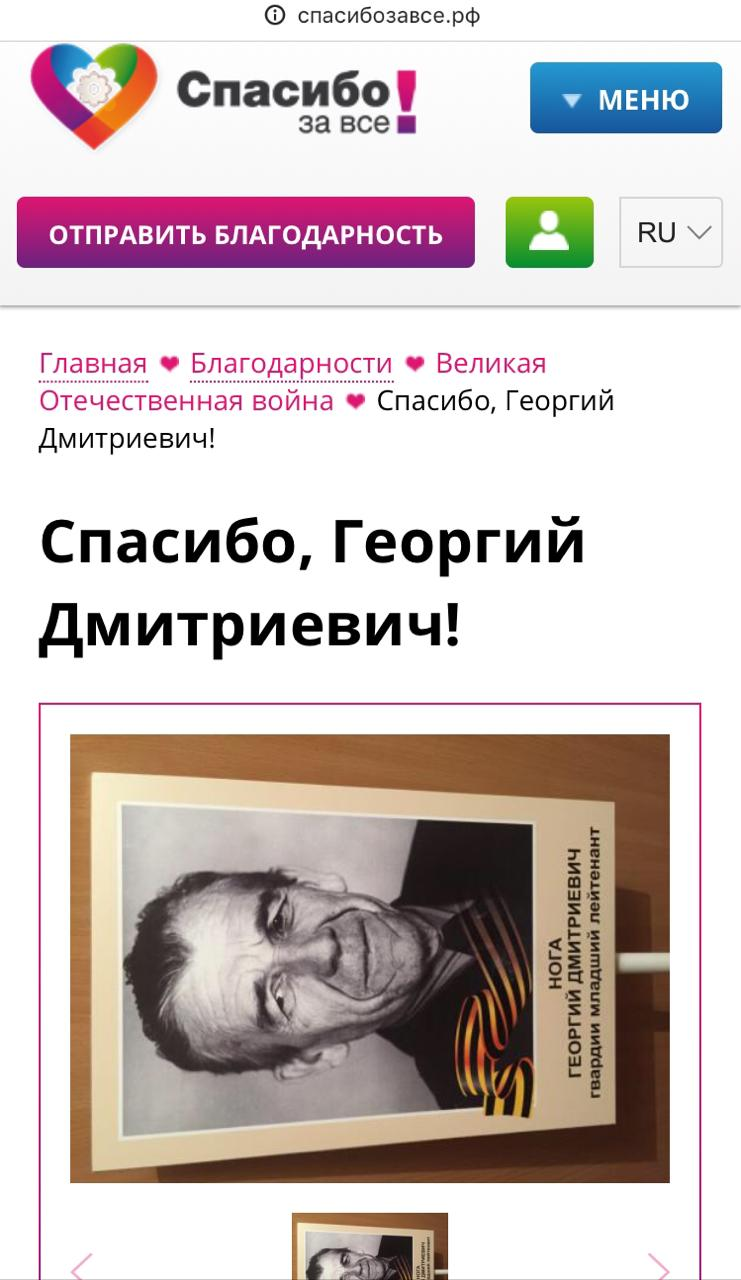 спасибозавсе.рф
Спасибо!
за все
МЕНЮ
ОТПРАВИТЬ БЛАГОДАРНОСТЬ
RU
Главная ❤ Благодарности ❤ Великая
Отечественная война ❤ Спасибо, Георгий
Дмитриевич!
Спасибо, Георгий
Дмитриевич!
НОГА
ГЕОРГИЙ ДМИТРИЕВИЧ
гвардии младший лейтенант